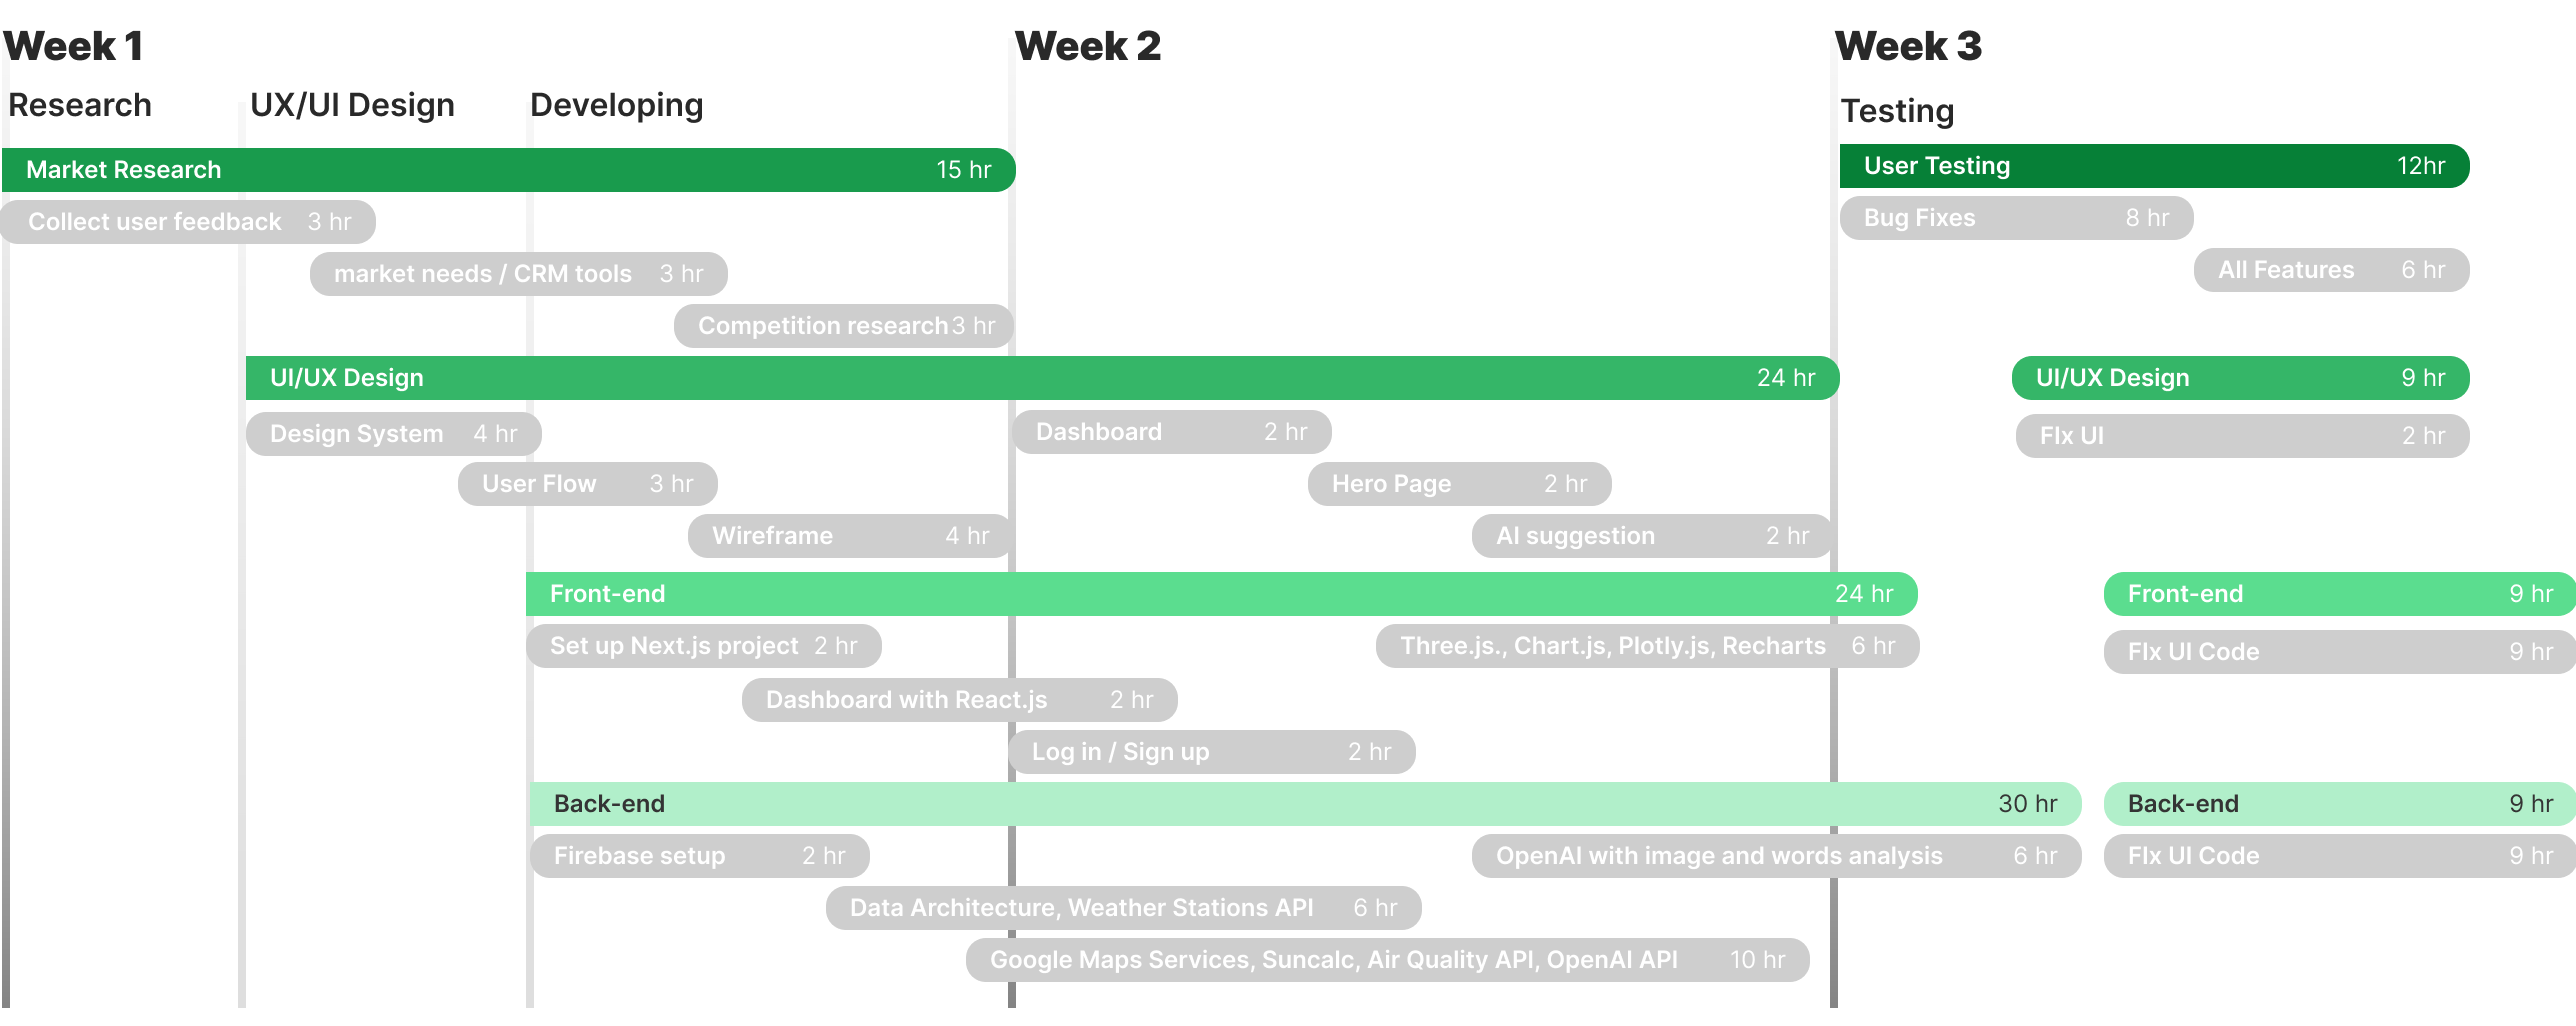 Week 1
Week 2
Week 3
Research
UX/UI Design
Developing
Testing
Market Research 15 hr
User Testing 12hr
Collect user feedback 3 hr
Bug Fixes 8 hr
market needs / CRM tools 3 hr
All Features 6 hr
Competition research 3 hr
UI/UX Design 24 hr
UI/UX Design 9 hr
Design System 4 hr
Dashboard 2 hr
FIx UI 2 hr
User Flow 3 hr
Hero Page 2 hr
Wireframe 4 hr
AI suggestion 2 hr
Front-end 24 hr
Front-end 9 hr
Set up Next.js project 2 hr
Three.js., Chart.js, Plotly.js, Recharts 6 hr
FIx UI Code 9 hr
Dashboard with React.js 2 hr
Log in / Sign up 2 hr
Back-end 30 hr
Back-end 9 hr
Firebase setup 2 hr
OpenAI with image and words analysis 6 hr
FIx UI Code 9 hr
Data Architecture, Weather Stations API 6 hr
Google Maps Services, Suncalc, Air Quality API, OpenAI API 10 hr